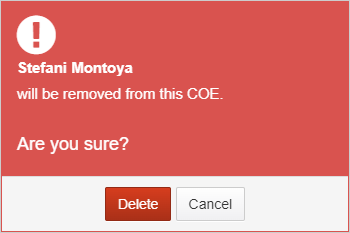 Stefani Montoya
will be removed from this COE.
Are you sure?
Delete Cancel